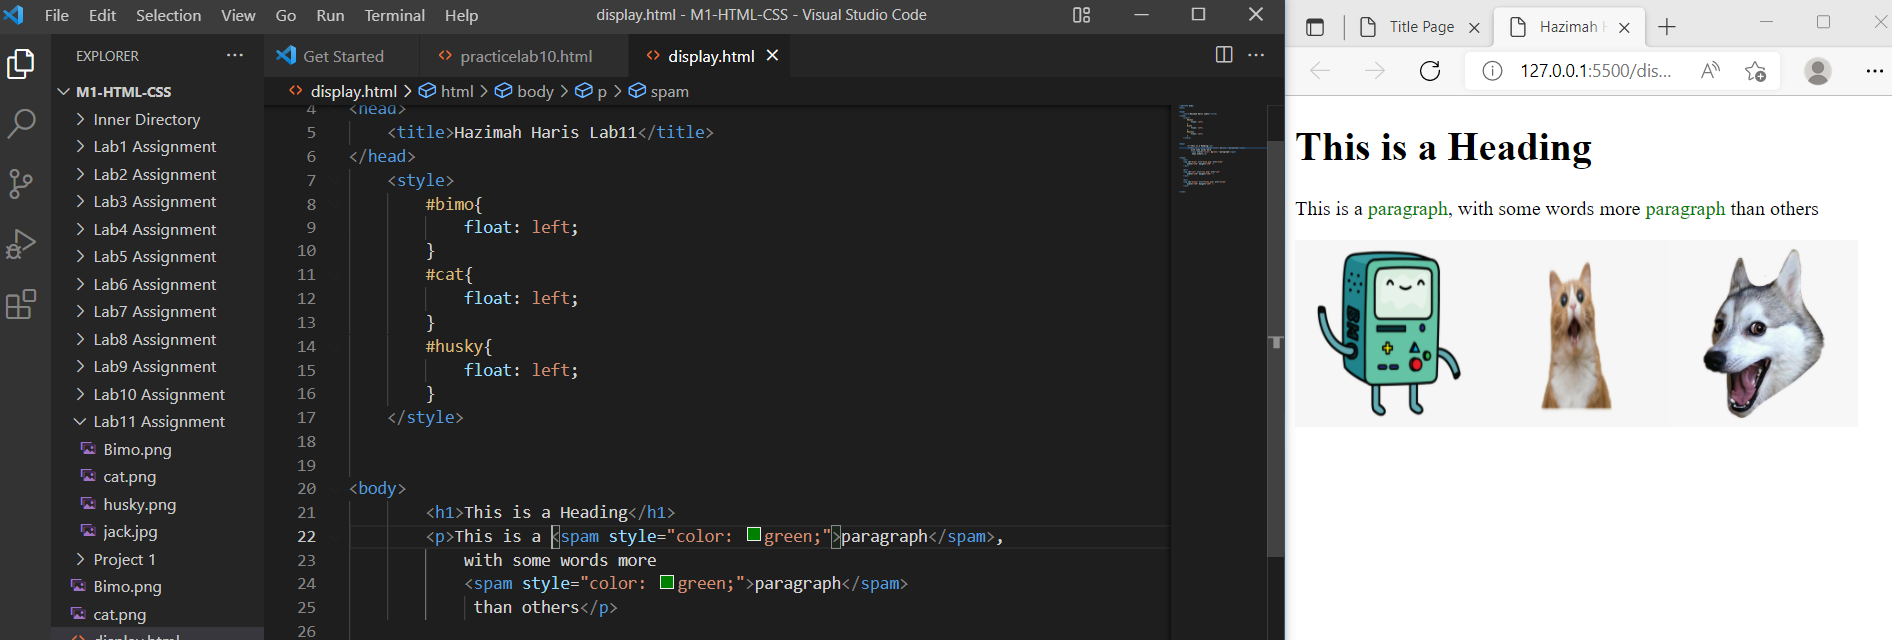 File Edit Selection View Go Run Terminal Help display.html - M1-HTML-CSS - Visual Studio Code
EXPLORER
M1-HTML-CSS
Inner Directory
Lab1 Assignment
Lab2 Assignment
Lab3 Assignment
Lab4 Assignment
Lab5 Assignment
Lab6 Assignment
Lab7 Assignment
Lab8 Assignment
Lab9 Assignment
Lab10 Assignment
Lab11 Assignment
Bimo.png
cat.png
husky.png
jack.jpg
Project 1
Bimo.png
cat.png
display.html
Get Started practicelab10.html display.html
display.html > html > body > p > spam
4 <head>
5 <title>Hazimah Haris Lab11</title>
6 </head>
7 <style>
8 #bimo{
9 float: left;
10 }
11 #cat{
12 float: left;
13 }
14 #husky{
15 float: left;
16 }
17 </style>
18
19
20 <body>
21 <h1>This is a Heading</h1>
22 <p>This is a <spam style="color: green;">paragraph</spam>,
23 with some words more
24 <spam style="color: green;">paragraph</spam>
25 than others</p>
26
Title Page Hazimah
127.0.0.1:5500/dis...
This is a Heading
This is a paragraph, with some words more paragraph than others